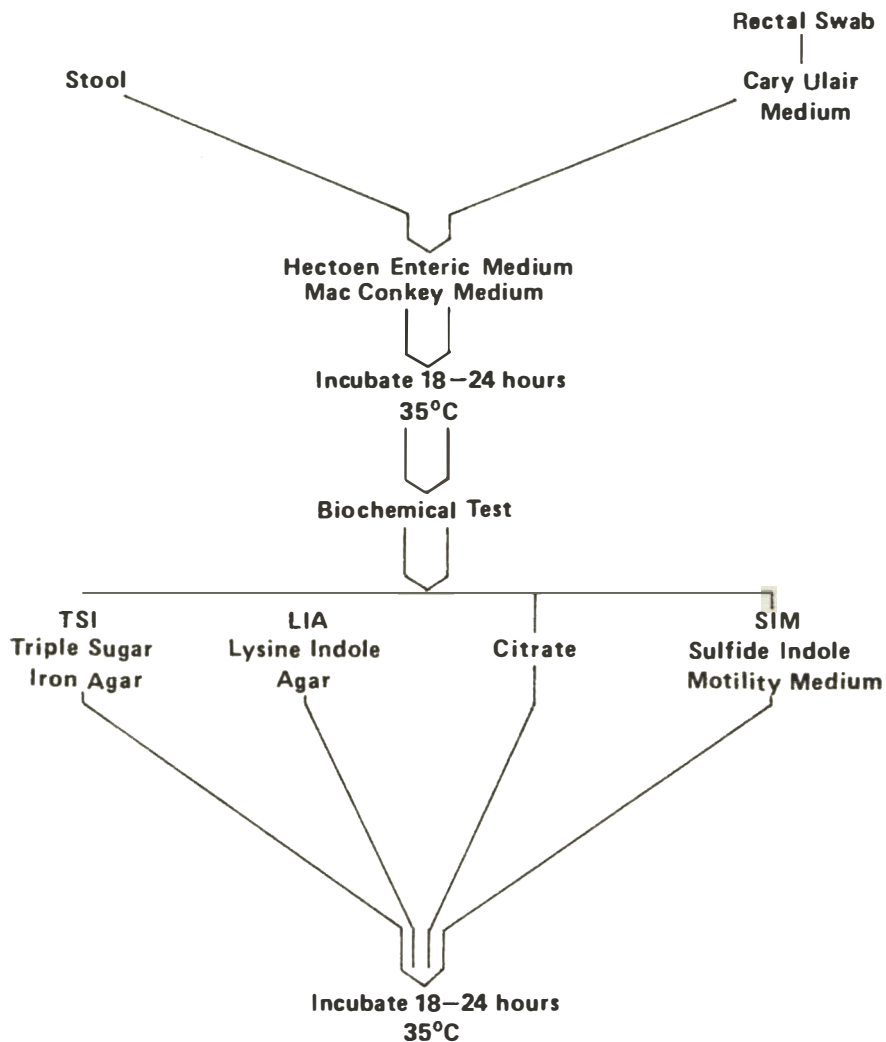 Rectal Swab
Stool
Cary Ulair
Medium
Hectoen Enteric Medium
Mac Conkey Medium
Incubate 18–24 hours
35°C
Biochemical Test
TSI
Triple Sugar
Iron Agar
LIA
Lysine Indole
Agar
Citrate
SIM
Sulfide Indole
Motility Medium
Incubate 18–24 hours
35°C